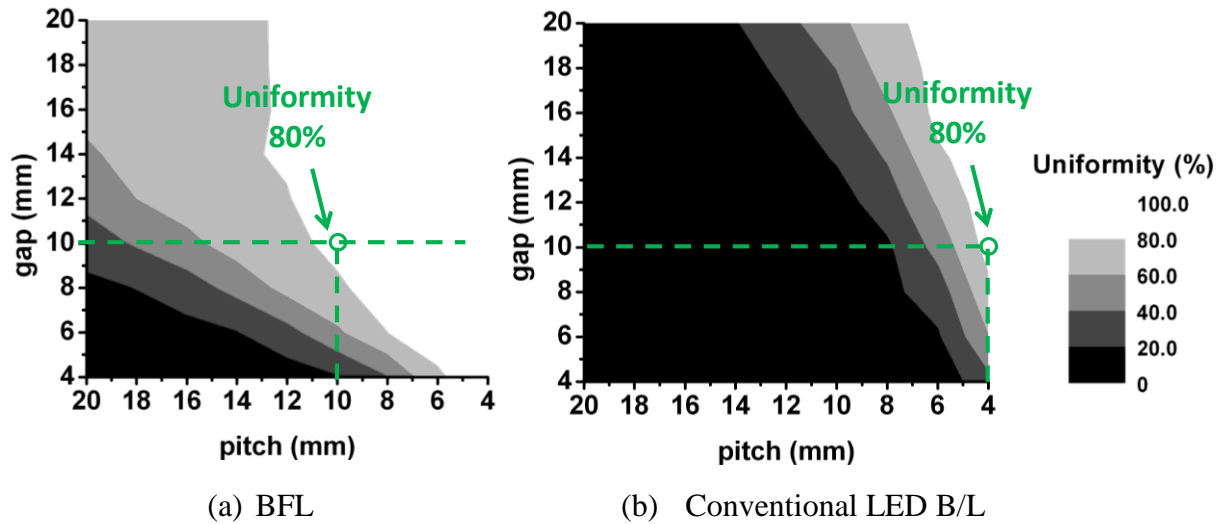 20
18
16
14
12
10
8
6
4
gap (mm)
Uniformity
80%
20 18 16 14 12 10 8 6 4
pitch (mm)
(a) BFL
20
18
16
14
12
10
8
6
4
gap (mm)
Uniformity
80%
20 18 16 14 12 10 8 6 4
pitch (mm)
(b) Conventional LED B/L
Uniformity (%)
100.0
80.0
60.0
40.0
20.0
0